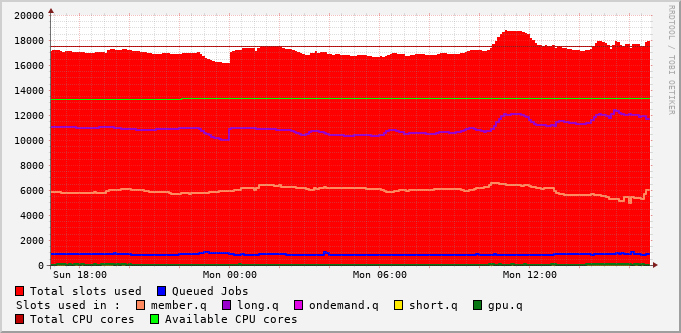 20000
18000
16000
14000
12000
10000
8000
6000
4000
2000
0
Sun 18:00 Mon 00:00 Mon 06:00 Mon 12:00
RRDTOOL / TOBI OETIKER
Total slots used Queued Jobs
Slots used in : member.q long.q ondemand.q short.q gpu.q
Total CPU cores Available CPU cores